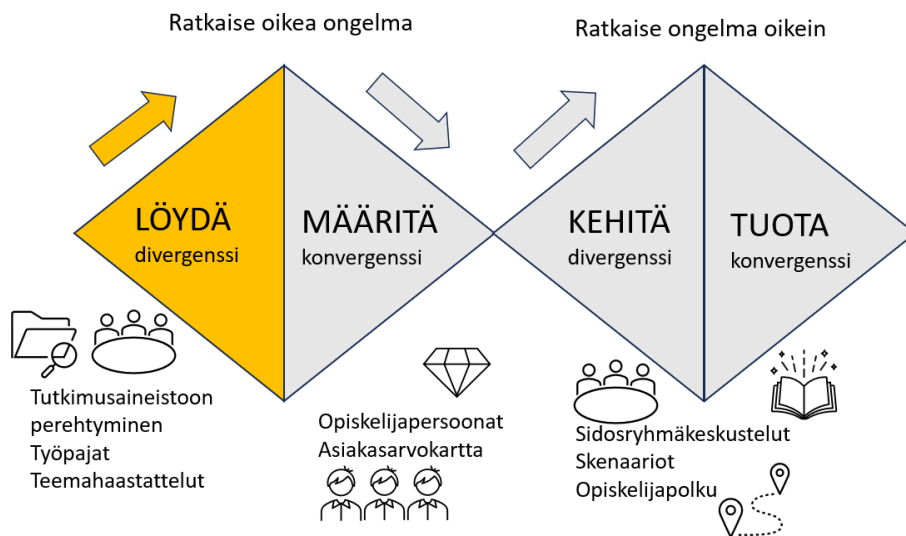 Ratkaise oikea ongelma
Ratkaise ongelma oikein
LÖYDÄ
divergenssi
MÄÄRITÄ
konvergenssi
KEHITÄ
divergenssi
TUOTA
konvergenssi
Tutkimusaineistoon
perehtyminen
Työpajat
Teemahaastattelut
Opiskelijapersoonat
Asiakasarvokartta
Sidosryhmäkeskustelut
Skenaariot
Opiskelijapolku